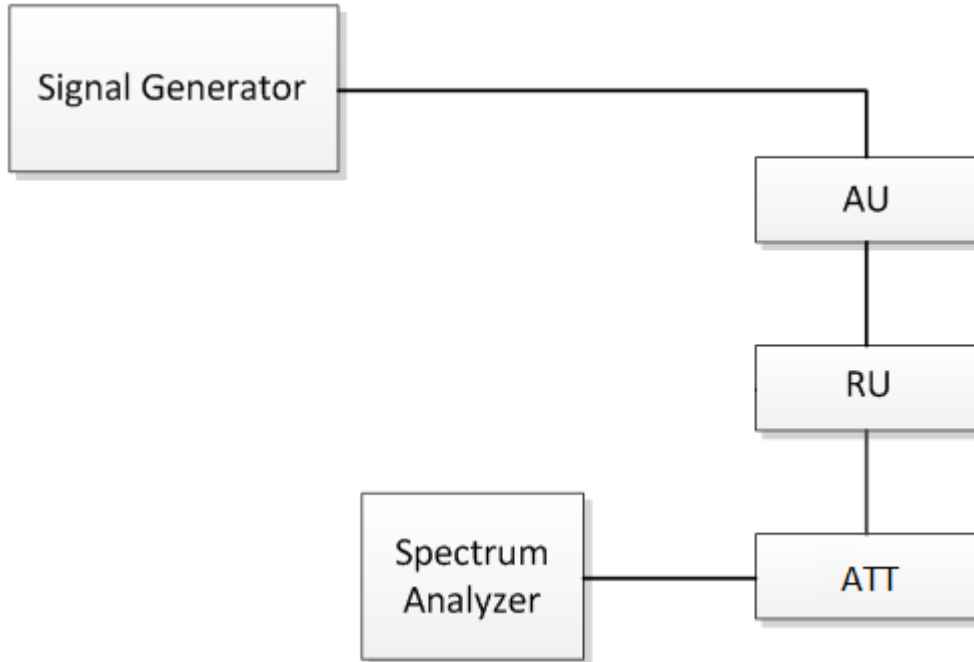 Signal Generator
AU
RU
Spectrum
Analyzer
ATT